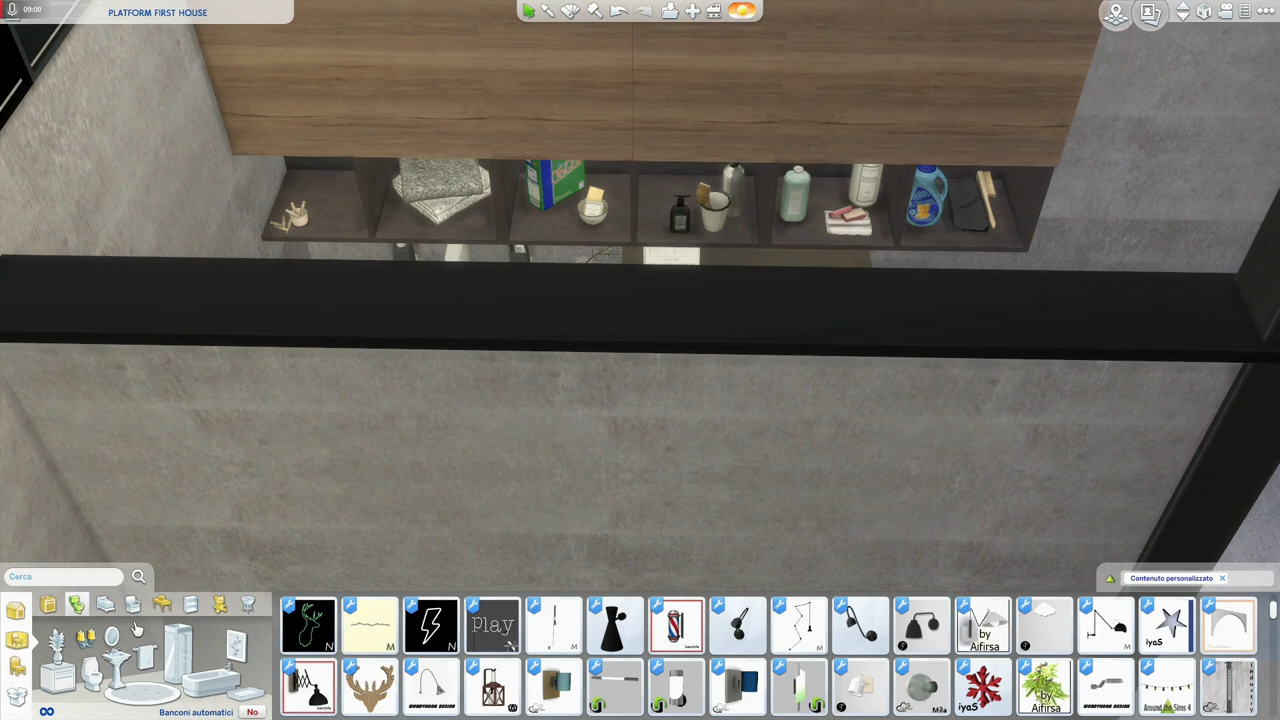 09:00
PLATFORM FIRST HOUSE
Cerca
Contenuto personalizzato
Banconi automatici
No
N
M
N
play
M
M
by
Aifirsa
M
iyaS
Mila
iyaS
by
Aifirsa
Around the Sims 4